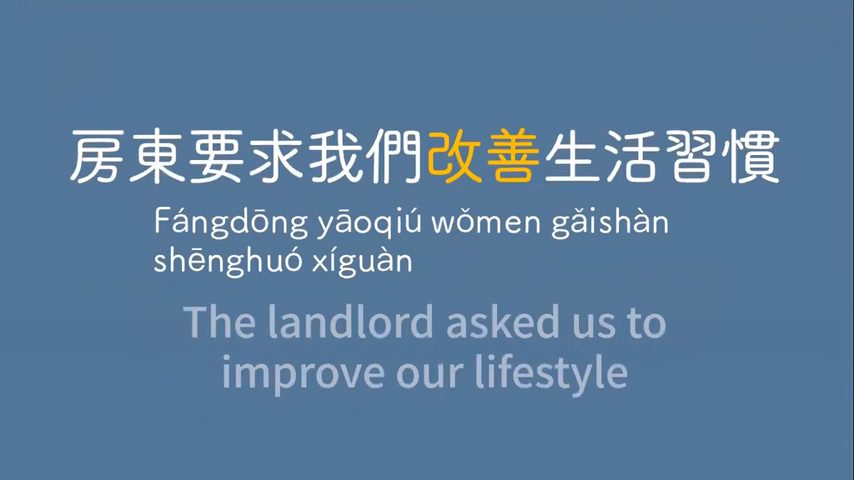 房東要求我們改善生活習慣
Fángdōng yāoqiú wǒmen gǎishàn
shēnghuó xíguàn
The landlord asked us to
improve our lifestyle